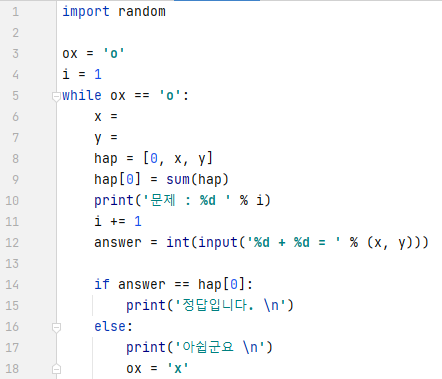 1 import random
2
3 ox = 'o'
4 i = 1
5 while ox == 'o':
6     x =
7     y =
8     hap = [0, x, y]
9     hap[0] = sum(hap)
10     print('문제 : %d ' % i)
11     i += 1
12     answer = int(input('%d + %d = ' % (x, y)))
13
14     if answer == hap[0]:
15         print('정답입니다. \n')
16     else:
17         print('아쉽군요 \n')
18         ox = 'x'